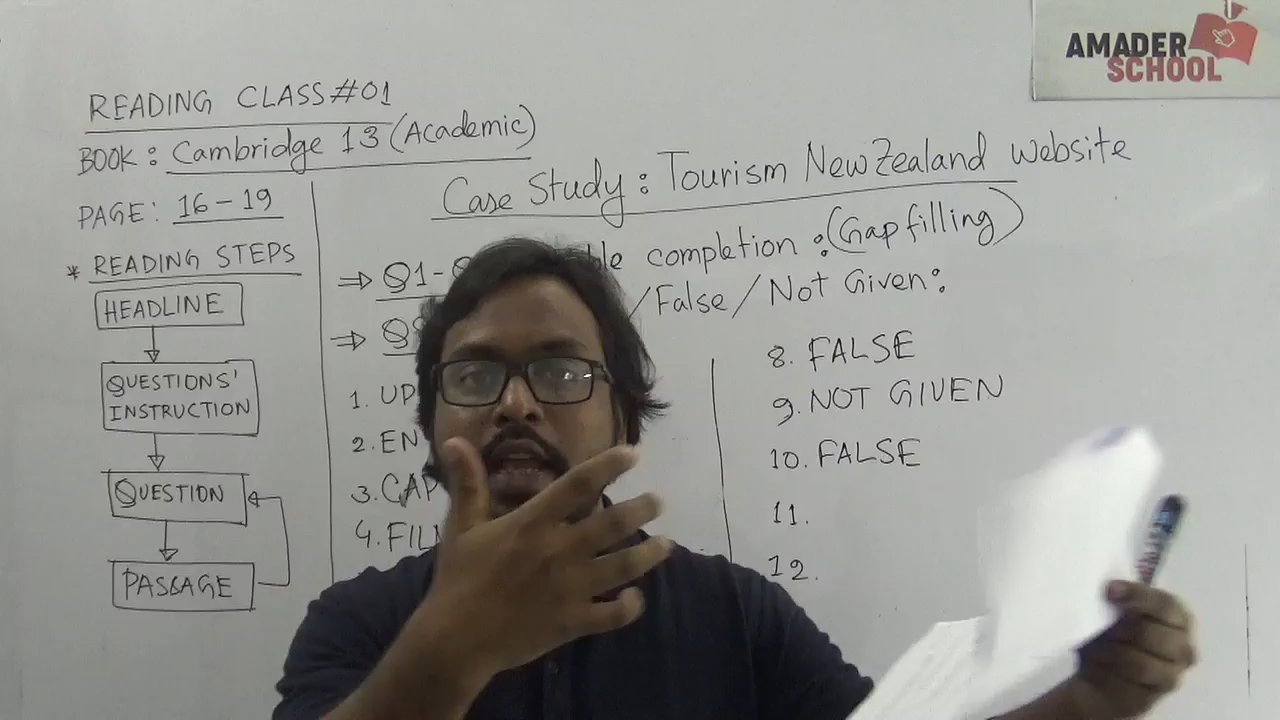 AMADER
SCHOOL
READING CLASS#01
BOOK: Cambridge 13 (Academic)
PAGE: 16-19
* READING STEPS
HEADLINE
QUESTIONS'
INSTRUCTION
QUESTION
PASSAGE
Case Study: Tourism New Zealand website
⇒ Q1- completion: (Gap filling)
⇒ /False/Not Given:
1. UP
2. EN
3. CAP
4. FIL
8. FALSE
9. NOT GIVEN
10. FALSE
11.
12.